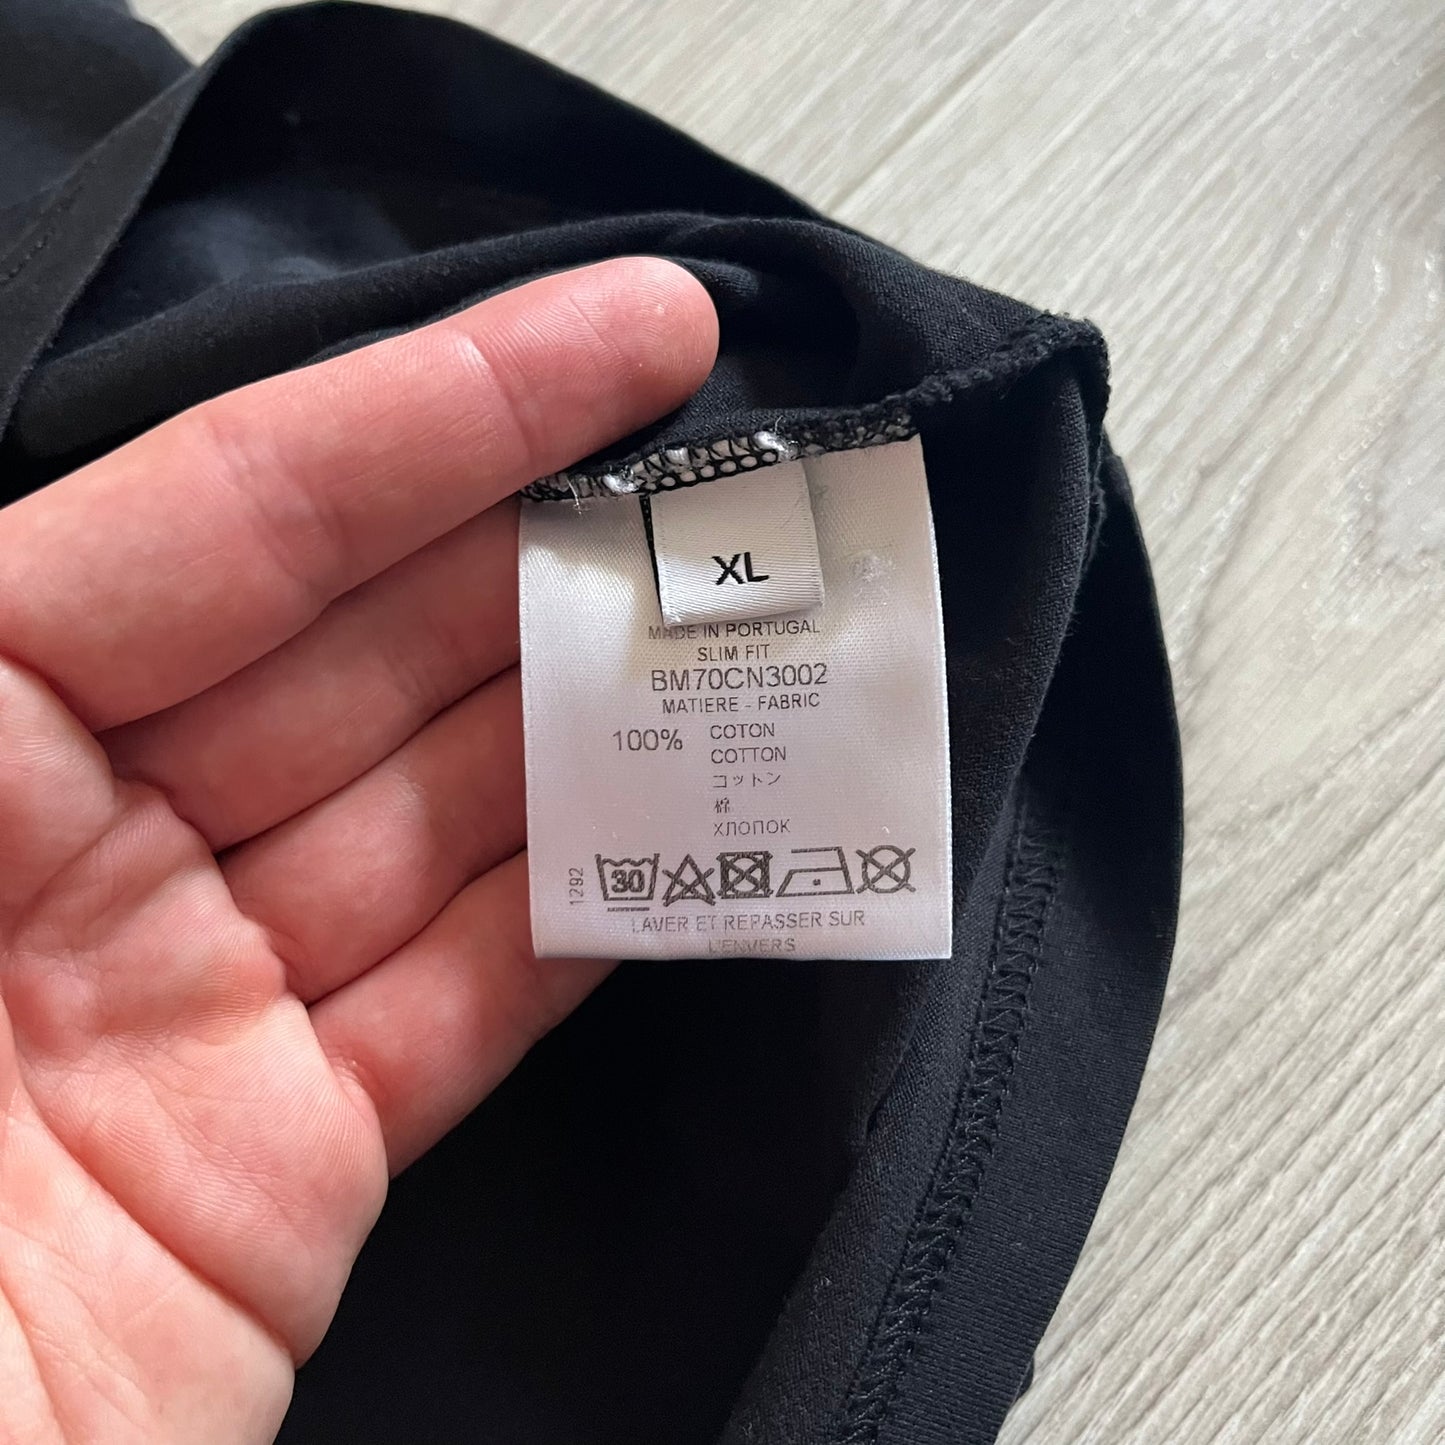 XL
MADE IN PORTUGAL
SLIM FIT
BM70CN3002
MATIERE - FABRIC
100% COTON
COTTON
コットン
棉
ХЛОПОК
1292
30
LAVER ET REPASSER SUR
L'ENVERS